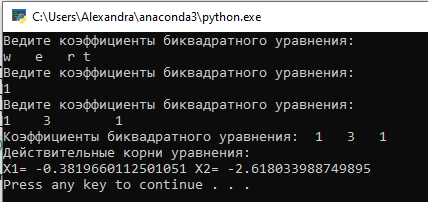 C:\Users\Alexandra\anaconda3\python.exe
Ведите коэффициенты биквадратного уравнения:
w   e   r t
Ведите коэффициенты биквадратного уравнения:
1
Ведите коэффициенты биквадратного уравнения:
1    3        1
Коэффициенты биквадратного уравнения:  1   3   1
Действительные корни уравнения:
X1= -0.3819660112501051 X2= -2.618033988749895
Press any key to continue . . .